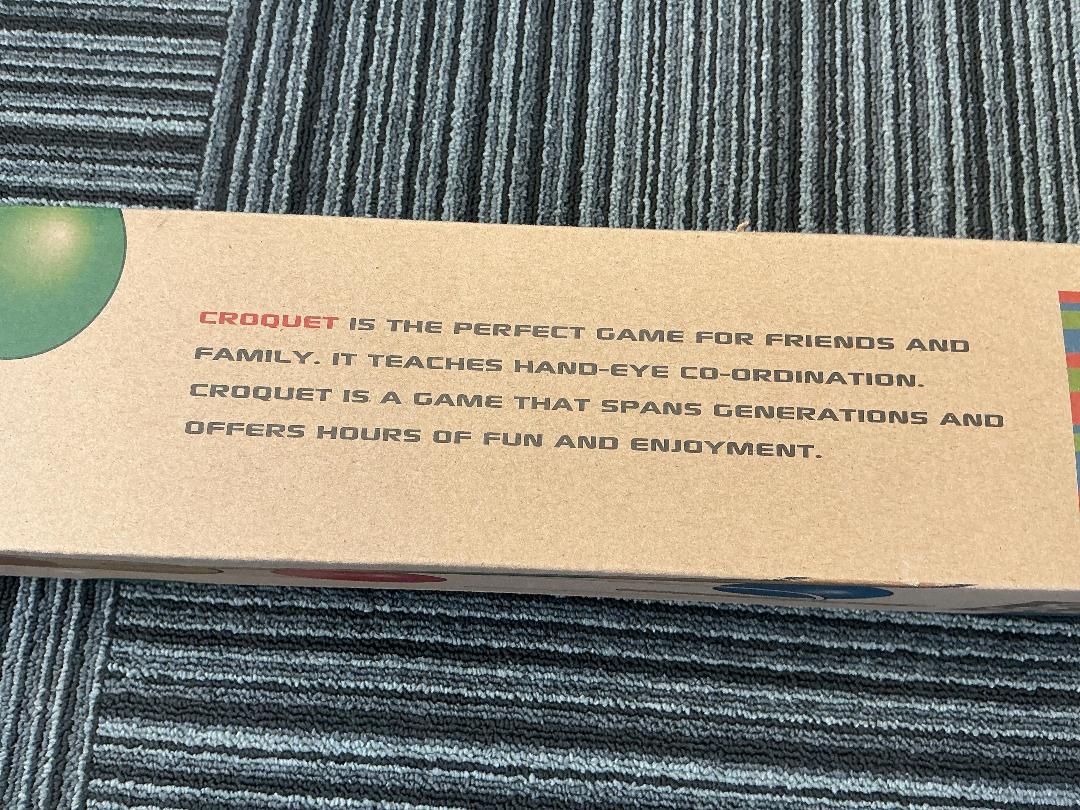 CROQUET IS THE PERFECT GAME FOR FRIENDS AND
FAMILY. IT TEACHES HAND-EYE CO-ORDINATION.
CROQUET IS A GAME THAT SPANS GENERATIONS AND
OFFERS HOURS OF FUN AND ENJOYMENT.